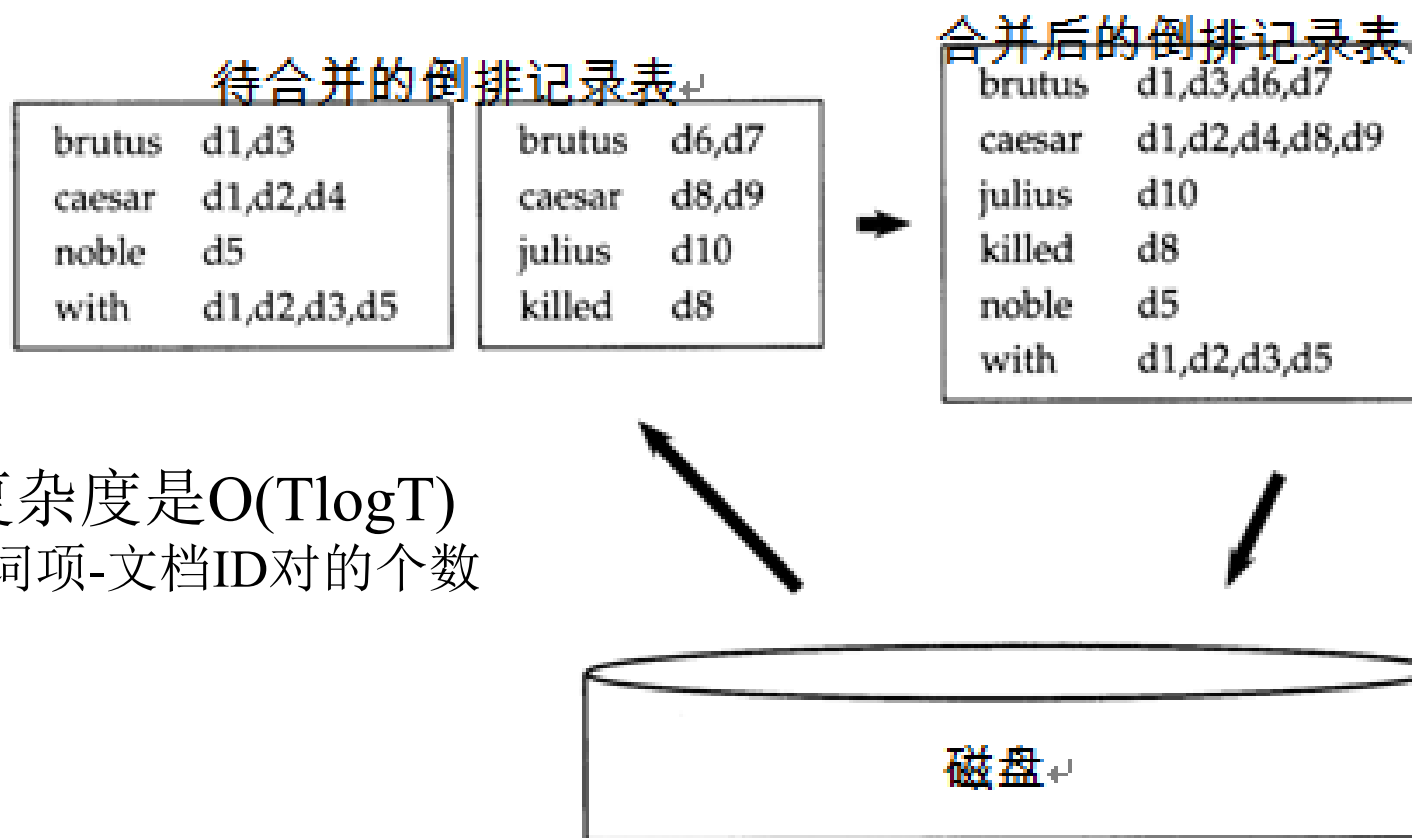 待合并的倒排记录表↵
合并后的倒排记录表
brutus d1,d3
caesar d1,d2,d4
noble d5
with d1,d2,d3,d5
brutus d6,d7
caesar d8,d9
julius d10
killed d8
brutus d1,d3,d6,d7
caesar d1,d2,d4,d8,d9
julius d10
killed d8
noble d5
with d1,d2,d3,d5
复杂度是O(TlogT)
词项-文档ID对的个数
磁盘↵